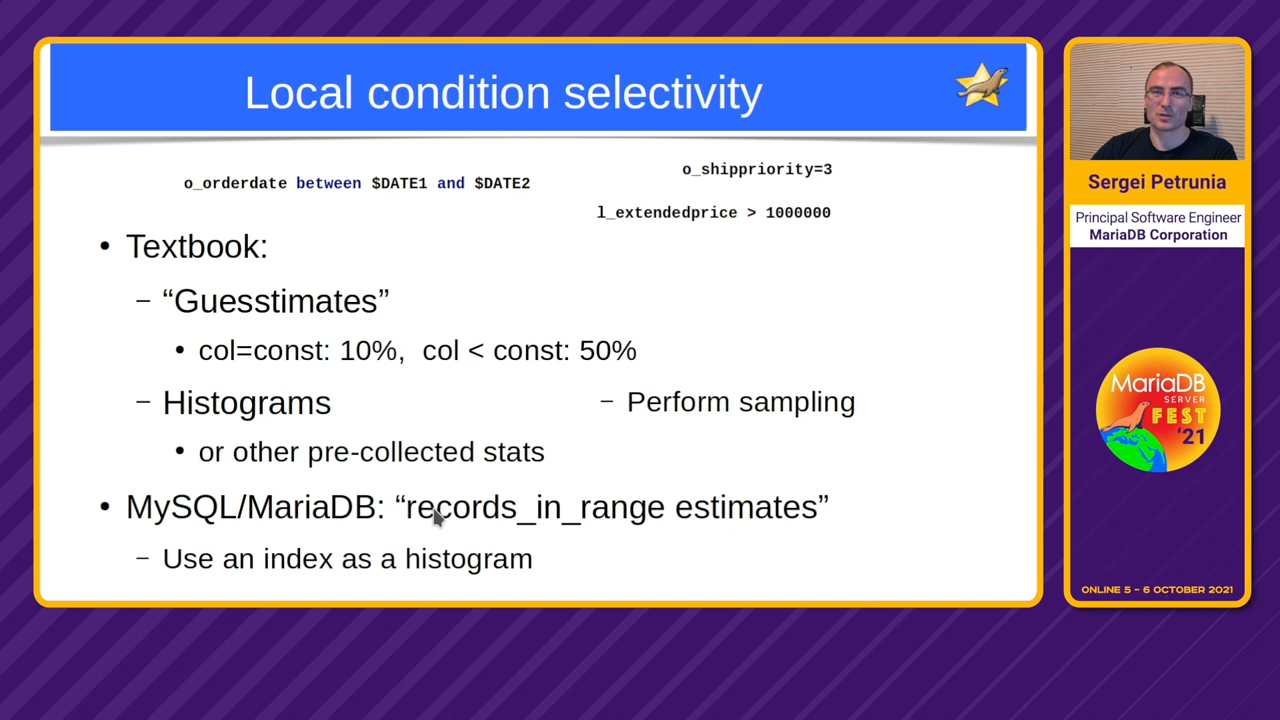 Local condition selectivity
o_orderdate between $DATE1 and $DATE2
o_shippriority=3
l_extendedprice > 1000000
• Textbook:
– “Guesstimates”
• col=const: 10%, col < const: 50%
– Histograms
– Perform sampling
• or other pre-collected stats
• MySQL/MariaDB: “records_in_range estimates”
– Use an index as a histogram
Sergei Petrunia
Principal Software Engineer
MariaDB Corporation
MariaDB
SERVER
FEST
'21
ONLINE 5 – 6 OCTOBER 2021